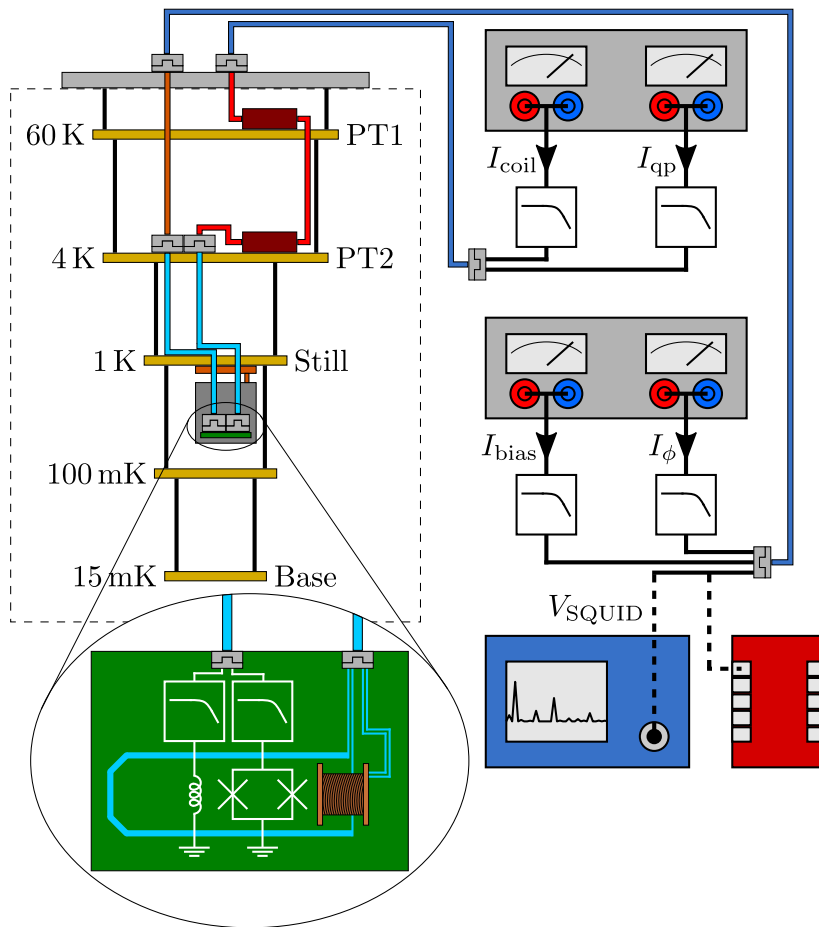 60 K
PT1
4 K
PT2
1 K
Still
100 mK
15 mK
Base
I_coil
I_qp
I_bias
I_ϕ
V_SQUID